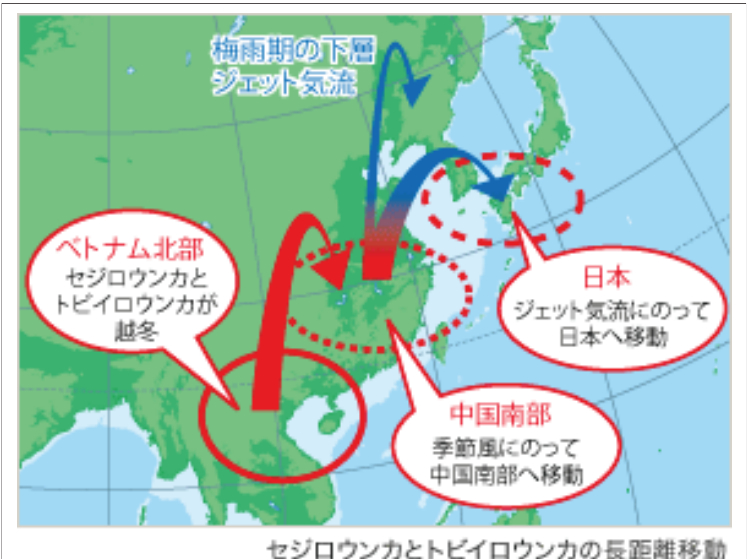 梅雨期の下層
ジェット気流
ベトナム北部
セジロウンカと
トビイロウンカが
越冬
日本
ジェット気流にのって
日本へ移動
中国南部
季節風にのって
中国南部へ移動
セジロウンカとトビイロウンカの長距離移動